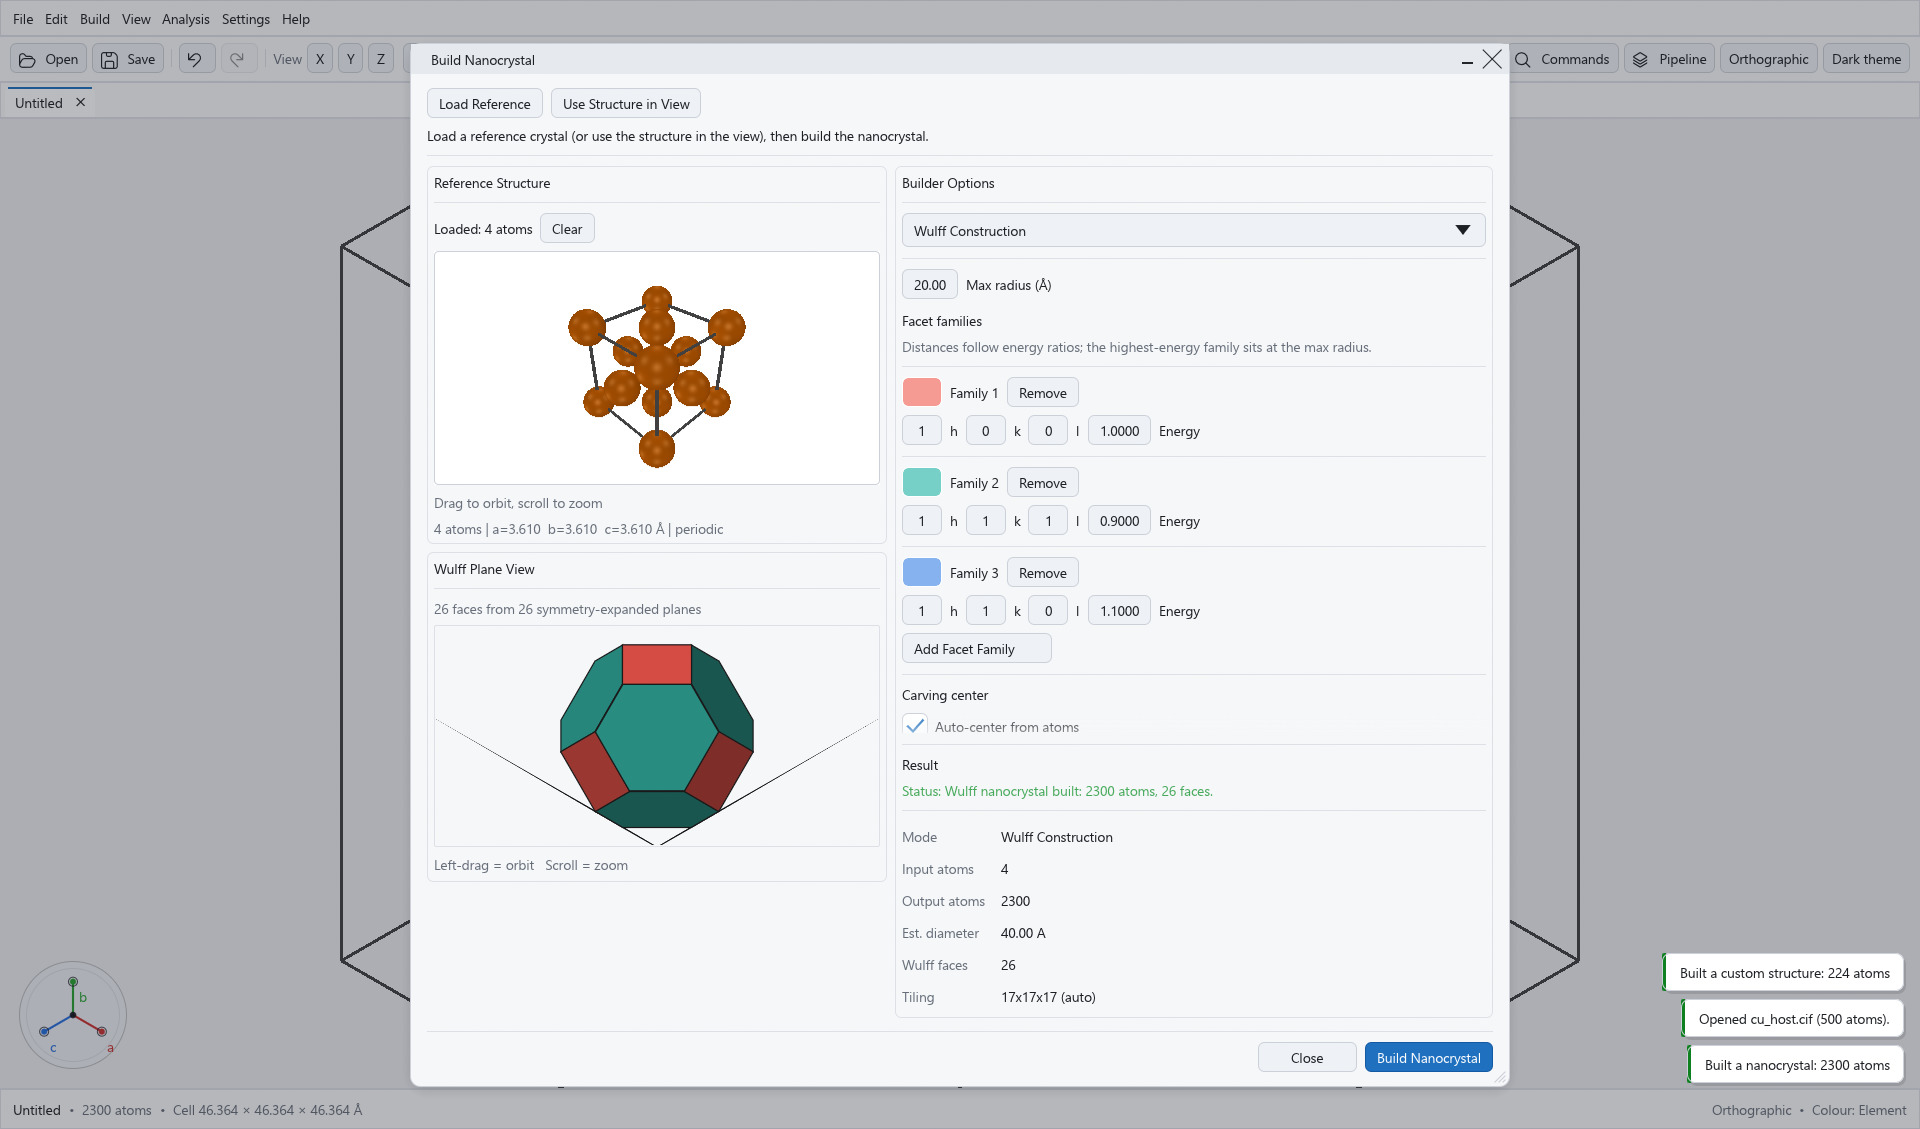 File Edit Build View Analysis Settings Help
Open Save View X Y Z Commands Pipeline Orthographic Dark theme
Untitled
Build Nanocrystal
Load Reference Use Structure in View
Load a reference crystal (or use the structure in the view), then build the nanocrystal.
Reference Structure
Loaded: 4 atoms Clear
Drag to orbit, scroll to zoom
4 atoms | a=3.610 b=3.610 c=3.610 Å | periodic
Wulff Plane View
26 faces from 26 symmetry-expanded planes
Left-drag = orbit Scroll = zoom
Builder Options
Wulff Construction
20.00 Max radius (Å)
Facet families
Distances follow energy ratios; the highest-energy family sits at the max radius.
Family 1 Remove
1 h 0 k 0 l 1.0000 Energy
Family 2 Remove
1 h 1 k 1 l 0.9000 Energy
Family 3 Remove
1 h 1 k 0 l 1.1000 Energy
Add Facet Family
Carving center
Auto-center from atoms
Result
Status: Wulff nanocrystal built: 2300 atoms, 26 faces.
Mode Wulff Construction
Input atoms 4
Output atoms 2300
Est. diameter 40.00 A
Wulff faces 26
Tiling 17x17x17 (auto)
Close Build Nanocrystal
b
c a
Built a custom structure: 224 atoms
Opened cu_host.cif (500 atoms).
Built a nanocrystal: 2300 atoms
Untitled • 2300 atoms • Cell 46.364 × 46.364 × 46.364 Å
Orthographic • Colour: Element